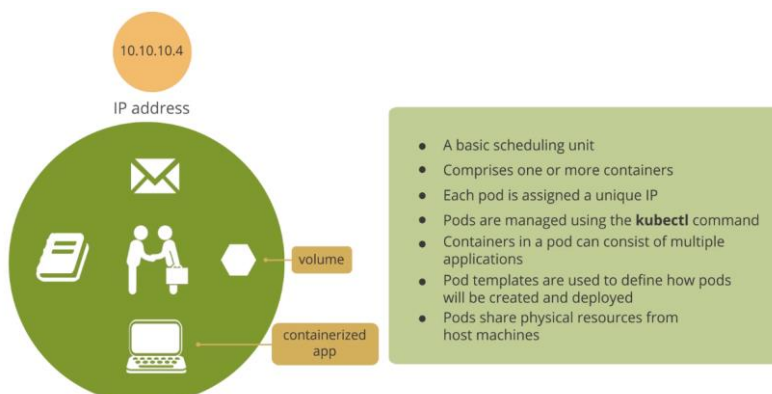 10.10.10.4
IP address
volume
containerized
app
● A basic scheduling unit
● Comprises one or more containers
● Each pod is assigned a unique IP
● Pods are managed using the kubectl command
● Containers in a pod can consist of multiple
applications
● Pod templates are used to define how pods
will be created and deployed
● Pods share physical resources from
host machines